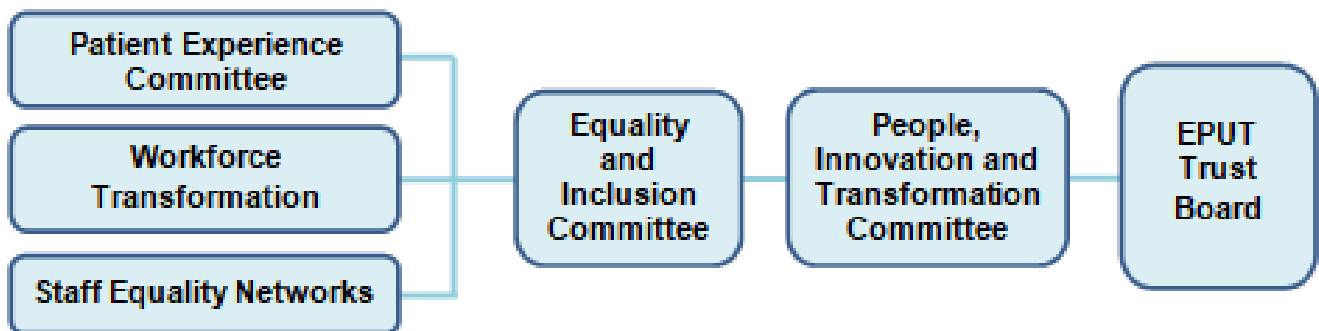 Patient Experience
Committee
Workforce
Transformation
Staff Equality Networks
Equality
and
Inclusion
Committee
People,
Innovation and
Transformation
Committee
EPUT
Trust
Board